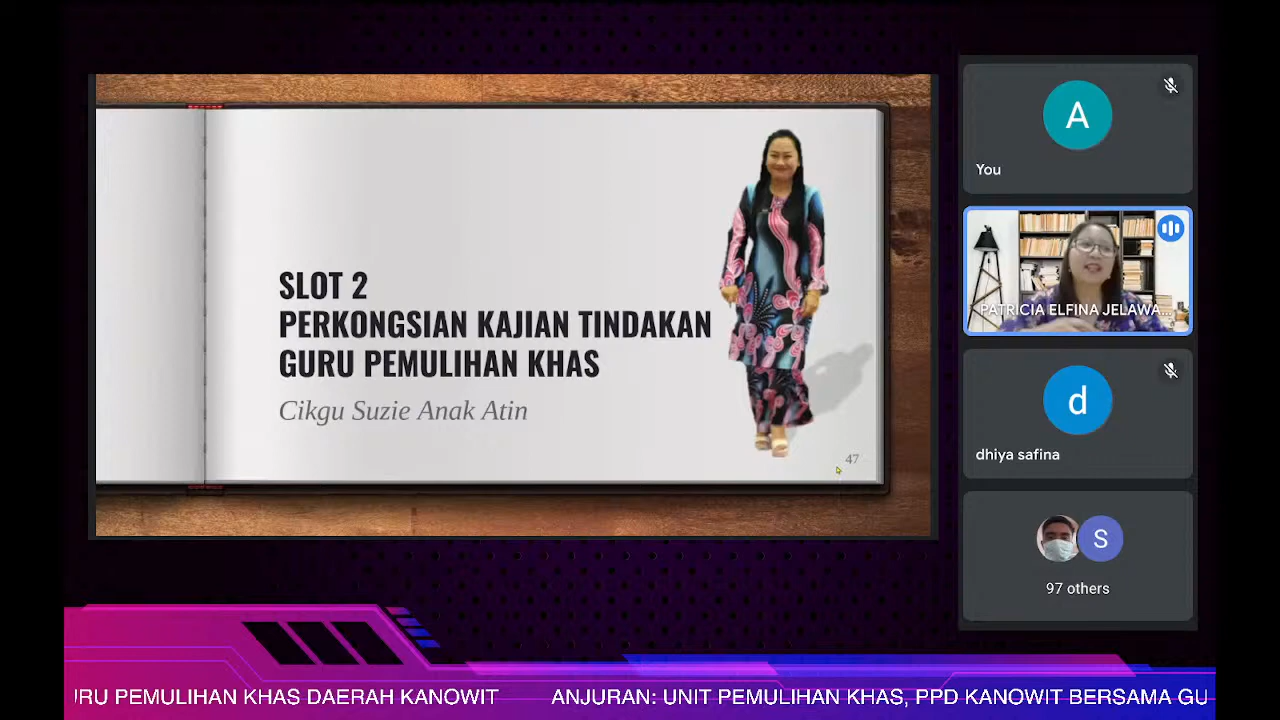 SLOT 2
PERKONGSIAN KAJIAN TINDAKAN
GURU PEMULIHAN KHAS
Cikgu Suzie Anak Atin
47
A
You
PATRICIA ELFINA JELAWA...
d
dhiya safina
S
97 others
URU PEMULIHAN KHAS DAERAH KANOWIT
ANJURAN: UNIT PEMULIHAN KHAS, PPD KANOWIT BERSAMA GU